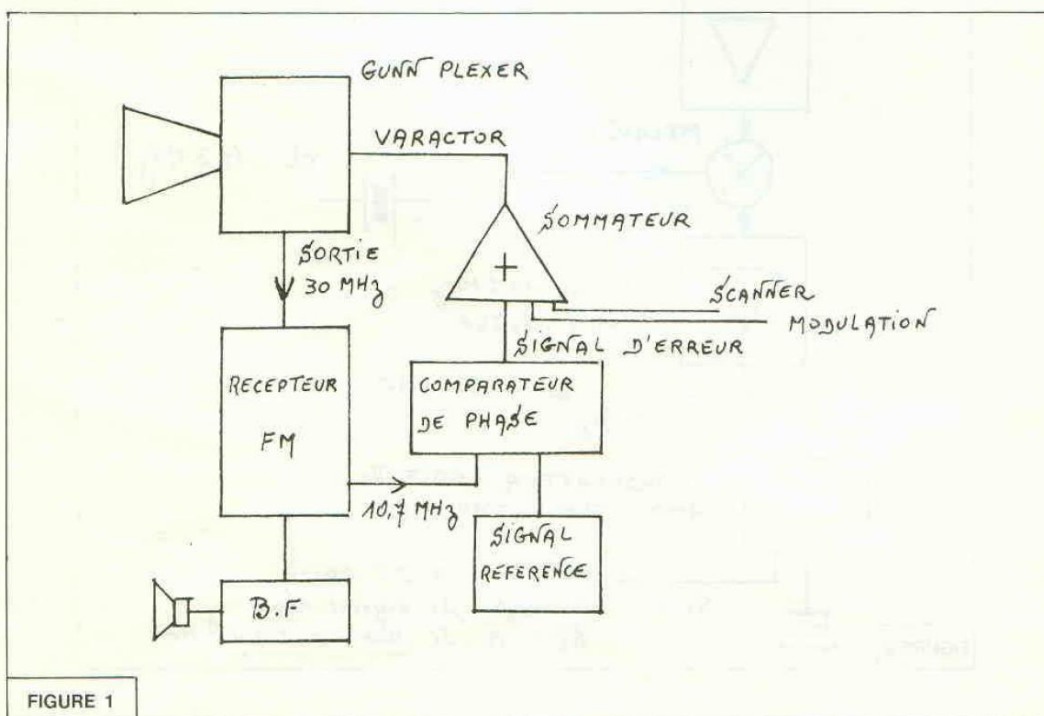 GUNN PLEXER
VARACTOR
SOMMATEUR
+
SORTIE
30 MHz
SCANNER
MODULATION
SIGNAL D'ERREUR
RECEPTEUR
FM
COMPARATEUR
DE PHASE
10,7 MHz
SIGNAL
RÉFÉRENCE
B.F
FIGURE 1